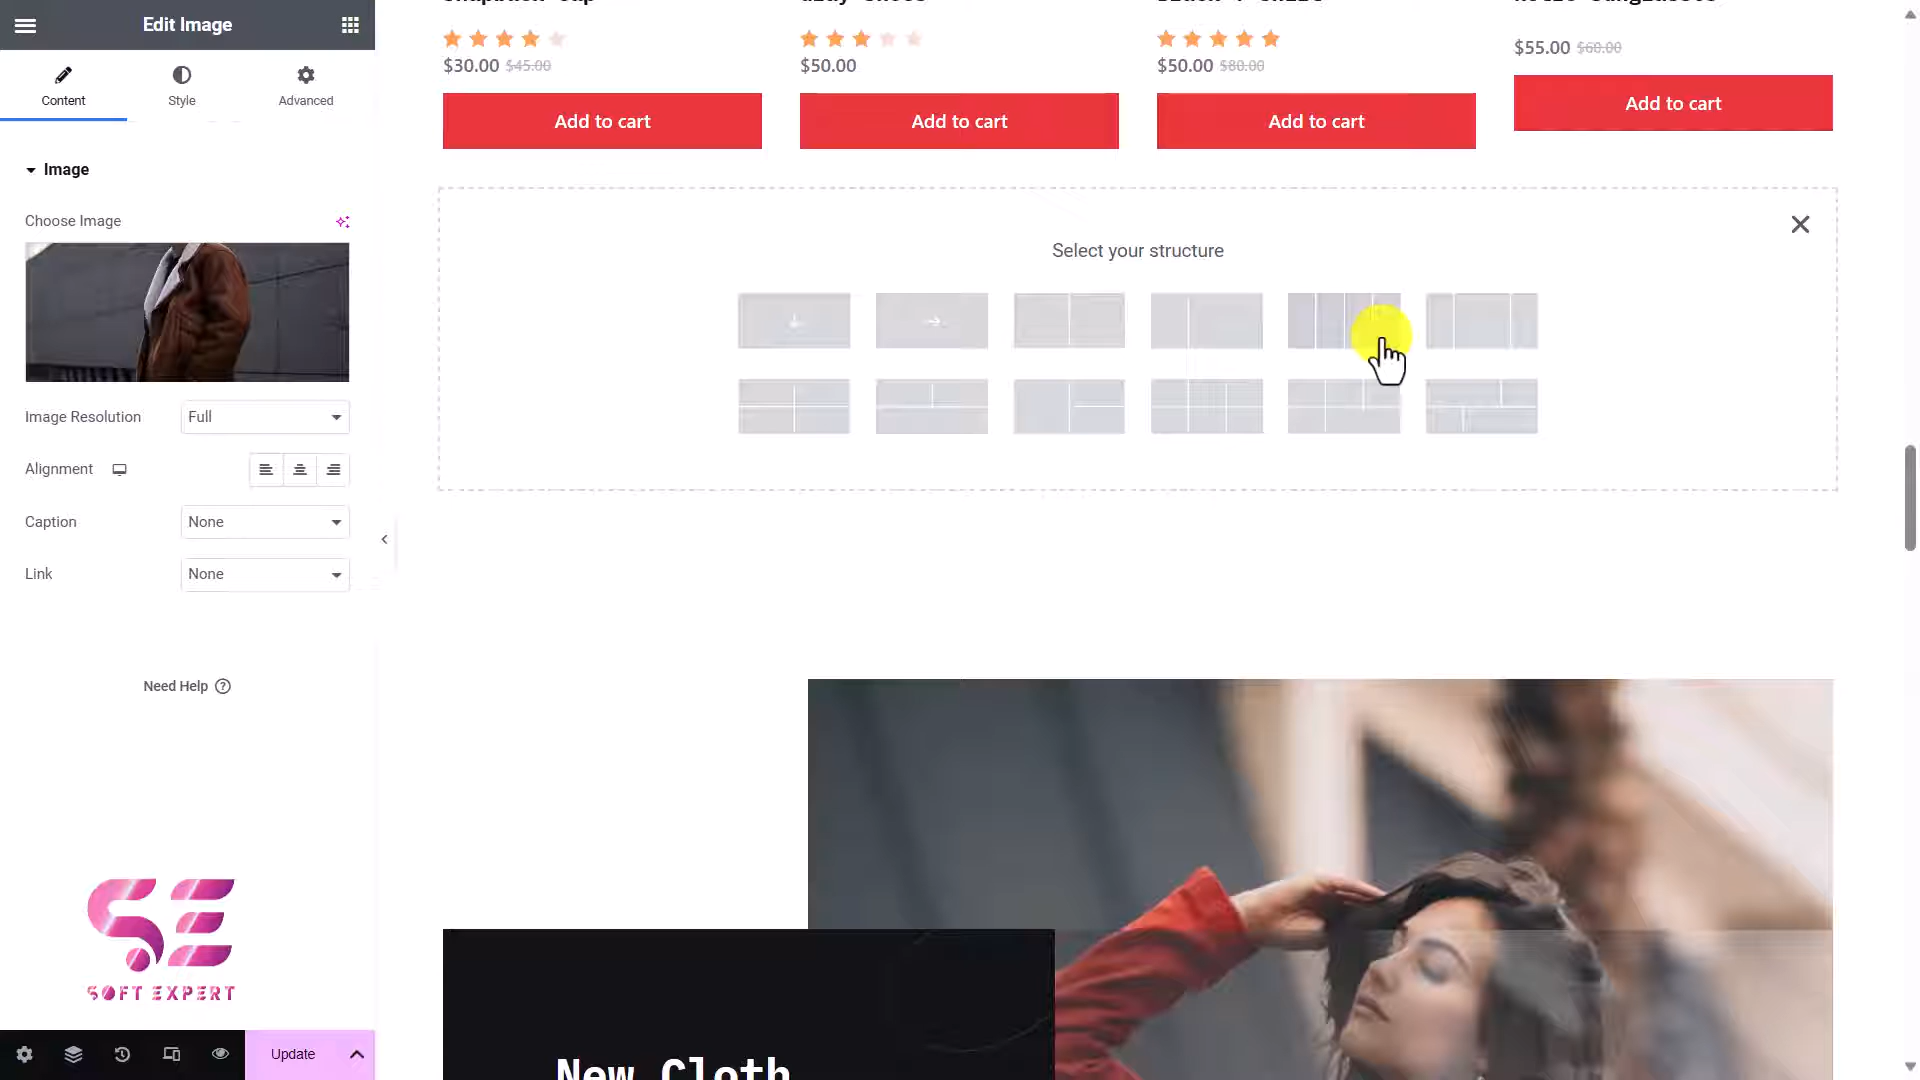 Edit Image
Content
Style
Advanced
Image
Choose Image
Image Resolution
Full
Alignment
Caption
None
Link
None
Need Help
SOFT EXPERT
Update
$30.00 $45.00
Add to cart
$50.00
Add to cart
$50.00 $80.00
Add to cart
$55.00 $60.00
Add to cart
Select your structure
New Cloth